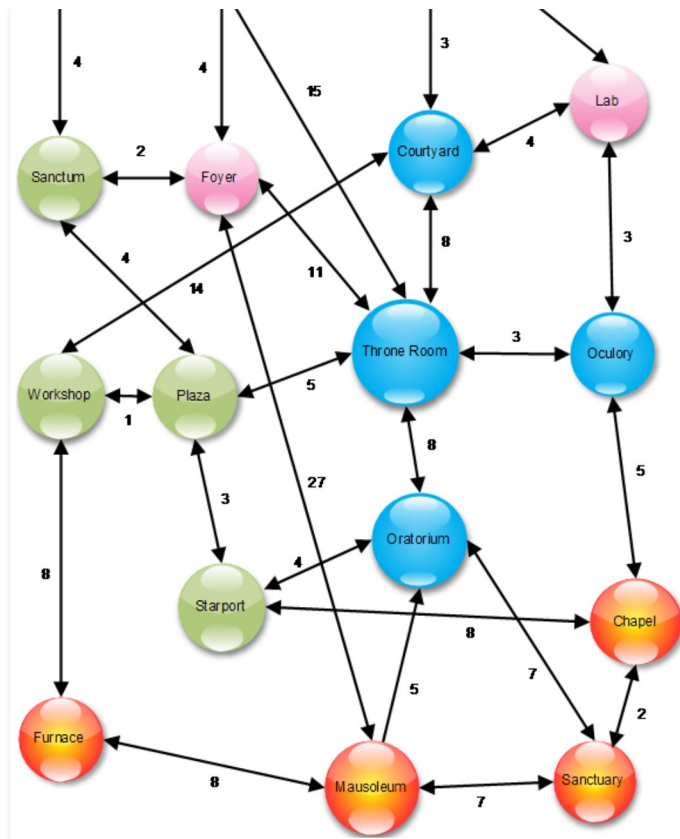 4
4
15
3
Lab
2
4
Sanctum
Foyer
Courtyard
8
3
4
14
11
Throne Room
3
Oculory
Workshop
1
Plaza
5
8
5
3
27
Oratorium
8
4
Starport
8
Chapel
5
7
2
Furnace
8
Mausoleum
7
Sanctuary